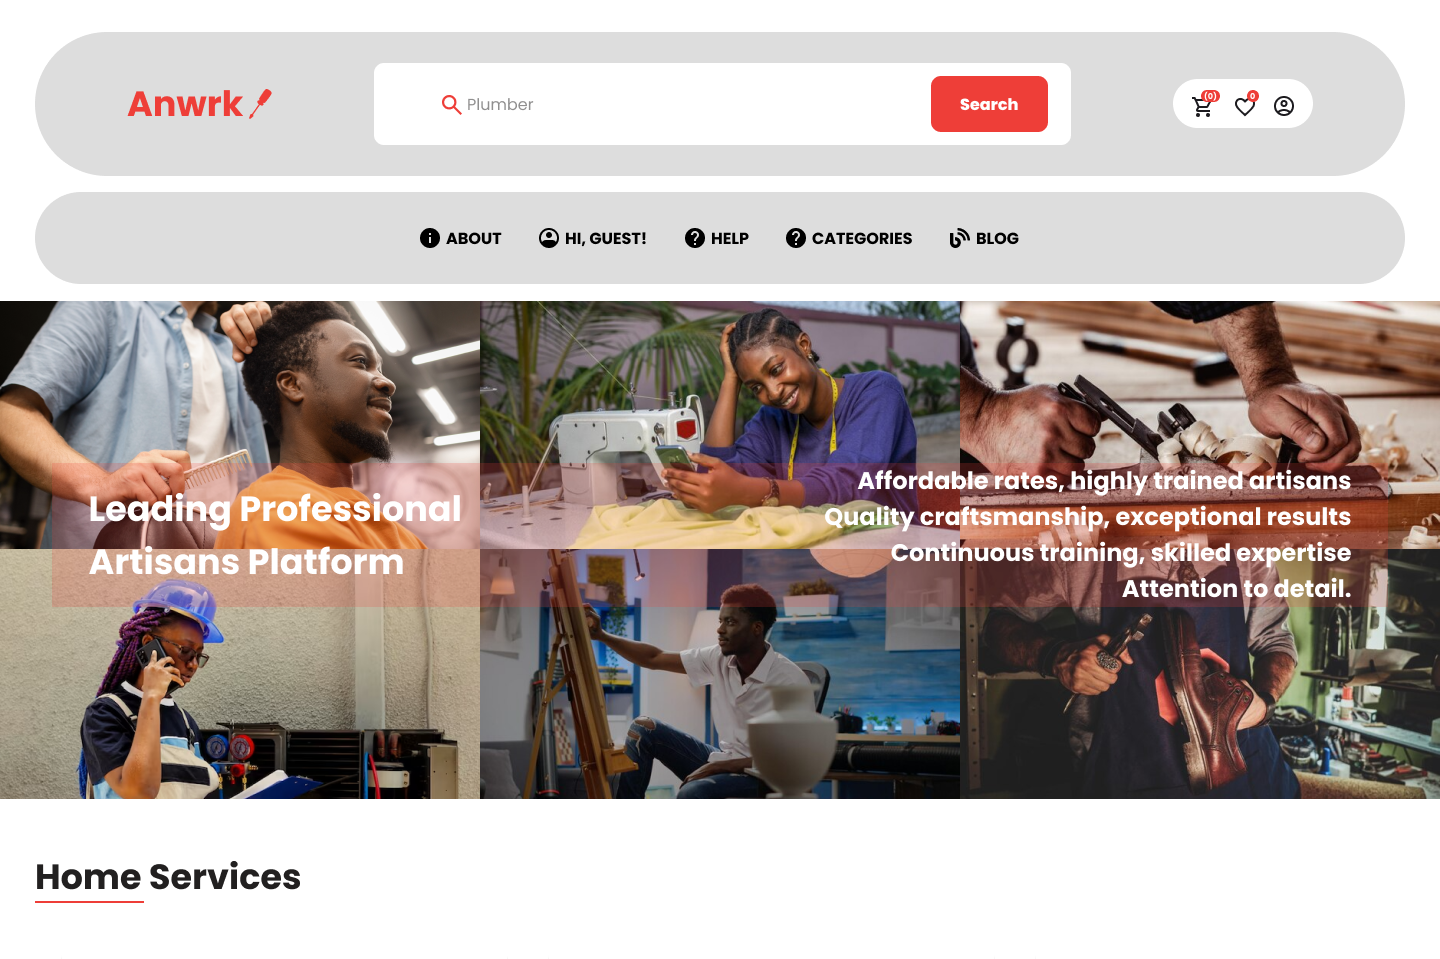 Anwrk
Plumber
Search
(0)
0
ABOUT
HI, GUEST!
HELP
CATEGORIES
BLOG
Leading Professional
Artisans Platform
Affordable rates, highly trained artisans
Quality craftsmanship, exceptional results
Continuous training, skilled expertise
Attention to detail.
Home Services